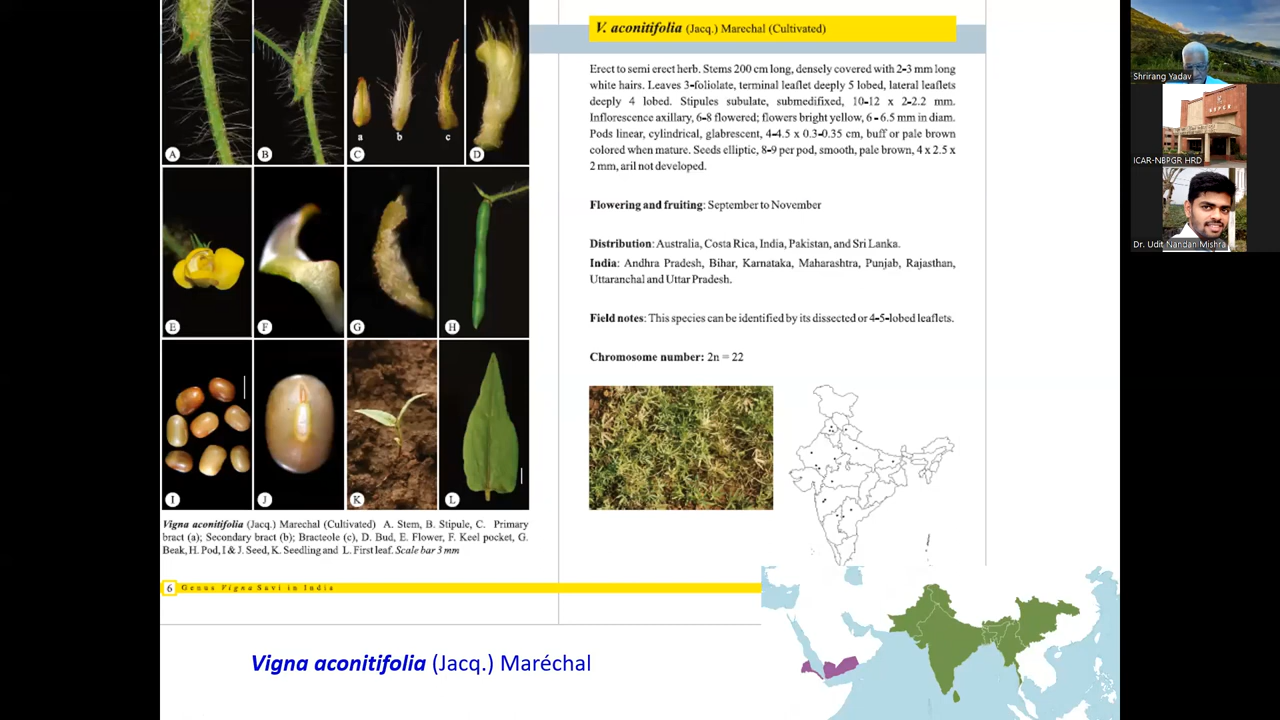 A
B
a
b
c
C
D
E
F
G
H
I
J
K
L
Vigna aconitifolia (Jacq.) Marechal (Cultivated) A. Stem, B. Stipule, C. Primary
bract (a); Secondary bract (b); Bracteole (c), D. Bud, E. Flower, F. Keel pocket, G.
Beak, H. Pod, I & J. Seed, K. Seedling and L. First leaf. Scale bar 3 mm
6 Genus Vigna Savi in India
V. aconitifolia (Jacq.) Marechal (Cultivated)
Erect to semi erect herb. Stems 200 cm long, densely covered with 2-3 mm long
white hairs. Leaves 3-foliolate, terminal leaflet deeply 5 lobed, lateral leaflets
deeply 4 lobed. Stipules subulate, submedifixed, 10-12 x 2-2.2 mm.
Inflorescence axillary, 6-8 flowered; flowers bright yellow, 6 - 6.5 mm in diam.
Pods linear, cylindrical, glabrescent, 4-4.5 x 0.3-0.35 cm, buff or pale brown
colored when mature. Seeds elliptic, 8-9 per pod, smooth, pale brown, 4 x 2.5 x
2 mm, aril not developed.
Flowering and fruiting: September to November
Distribution: Australia, Costa Rica, India, Pakistan, and Sri Lanka.
India: Andhra Pradesh, Bihar, Karnataka, Maharashtra, Punjab, Rajasthan,
Uttaranchal and Uttar Pradesh.
Field notes: This species can be identified by its dissected or 4-5-lobed leaflets.
Chromosome number: 2n = 22
Vigna aconitifolia (Jacq.) Maréchal
Shrirang Yadav
ICAR-NBPGR HRD
Dr. Udit Nandan Mishra